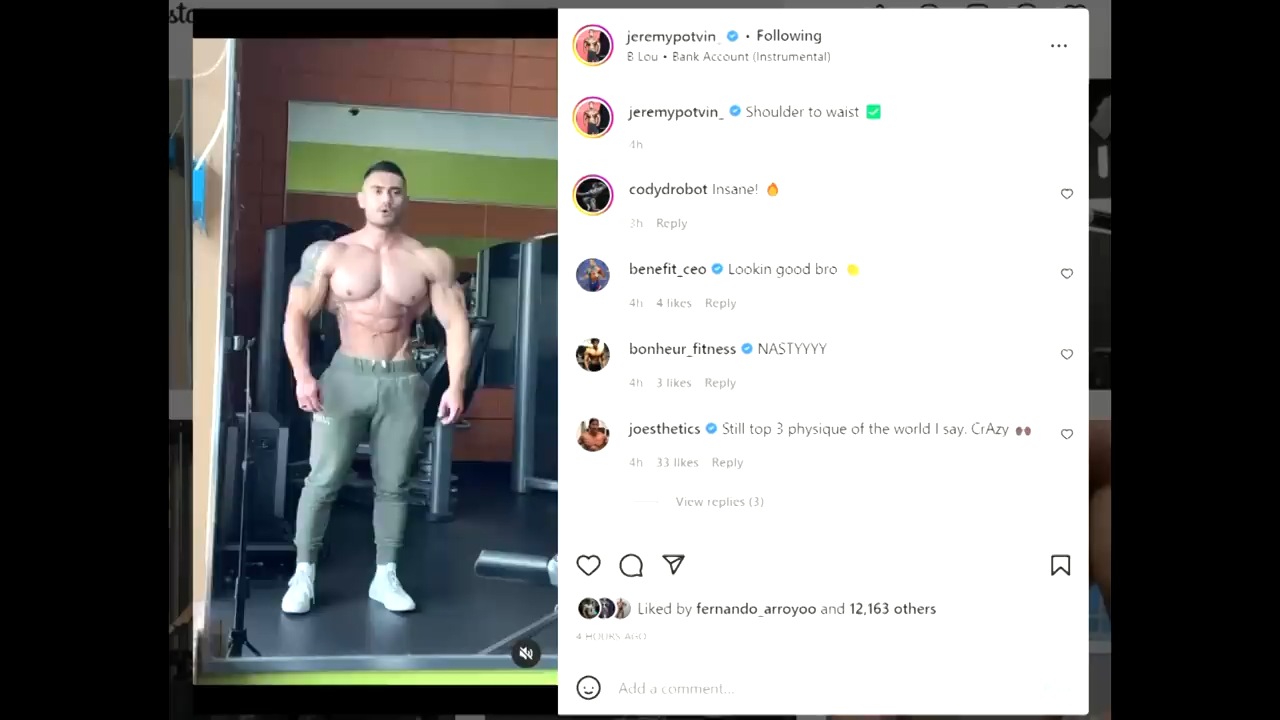 jeremypotvin_ • Following
B Lou • Bank Account (Instrumental)
jeremypotvin_ Shoulder to waist ✅
4h
codydrobot Insane! 🔥
3h Reply
benefit_ceo Lookin good bro
4h 4 likes Reply
bonheur_fitness NASTYYYY
4h 3 likes Reply
joesthetics Still top 3 physique of the world I say. CrAzy
4h 33 likes Reply
View replies (3)
Liked by fernando_arroyoo and 12,163 others
4 HOURS AGO
Add a comment...